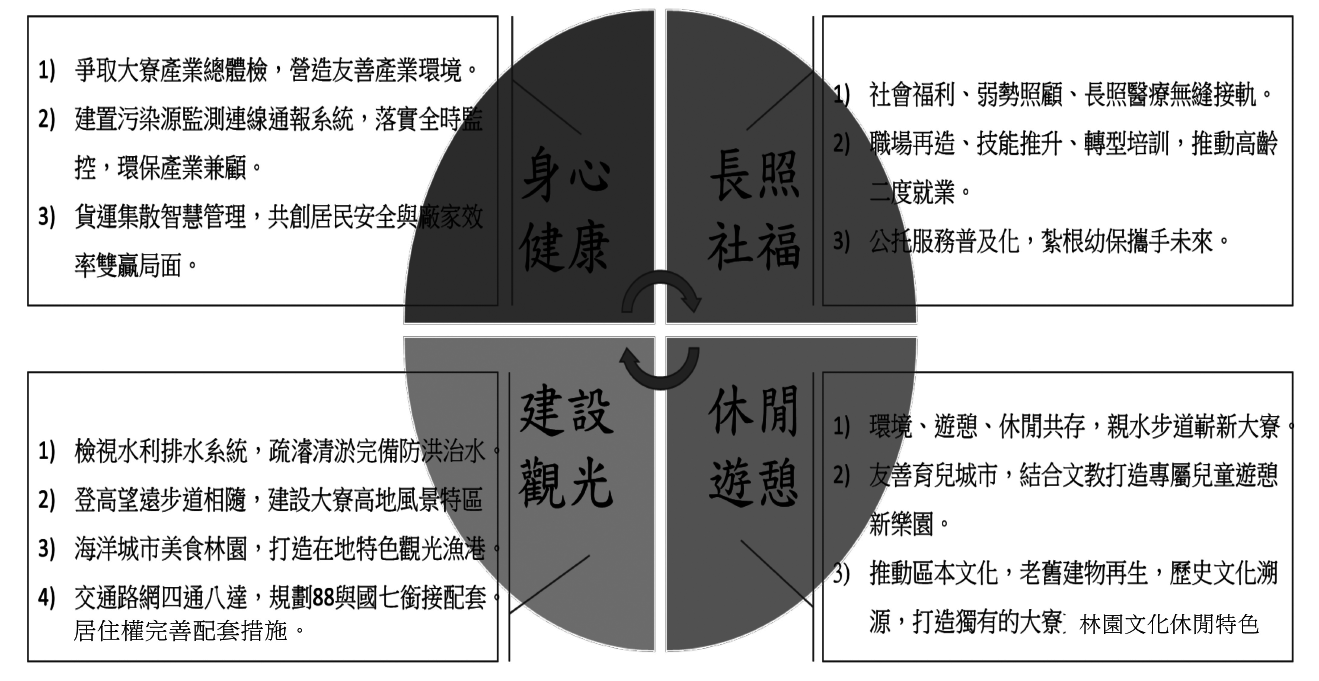 1) 爭取大寮產業總體檢，營造友善產業環境。
2) 建置污染源監測連線通報系統，落實全時監
控，環保產業兼顧。
3) 貨運集散智慧管理，共創居民安全與廠家效
率雙贏局面。
身心
健康
長照
社福
1) 社會福利、弱勢照顧、長照醫療無縫接軌。
2) 職場再造、技能推升、轉型培訓，推動高齡
二度就業。
3) 公托服務普及化，紮根幼保攜手未來。
1) 檢視水利排水系統，疏濬清淤完備防洪治水。
2) 登高望遠步道相隨，建設大寮高地風景特區
3) 海洋城市美食林園，打造在地特色觀光漁港。
4) 交通路網四通八達，規劃88與國七銜接配套。
居住權完善配套措施。
建設
觀光
休閒
遊憩
1) 環境、遊憩、休閒共存，親水步道嶄新大寮。
2) 友善育兒城市，結合文教打造專屬兒童遊憩
新樂園。
3) 推動區本文化，老舊建物再生，歷史文化溯
源，打造獨有的大寮: 林園文化休閒特色